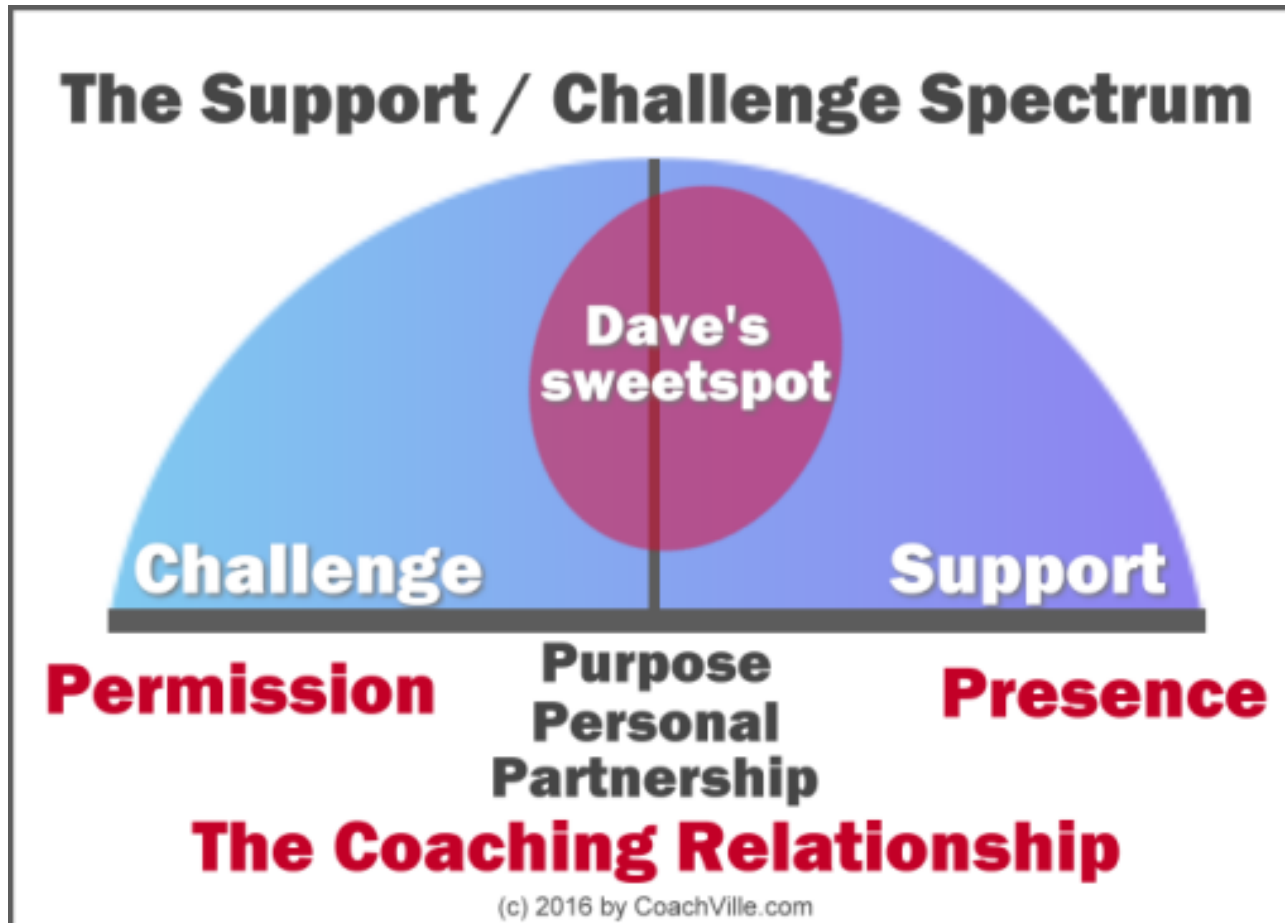 The Support / Challenge Spectrum
Dave's
sweetspot
Challenge
Support
Permission
Purpose
Personal
Partnership
Presence
The Coaching Relationship
(c) 2016 by CoachVille.com